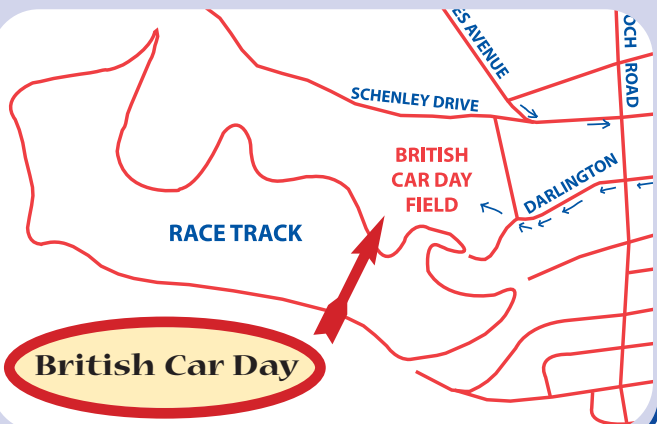 ES AVENUE
OCH ROAD
SCHENLEY DRIVE
BRITISH
CAR DAY
FIELD
DARLINGTON
RACE TRACK
British Car Day